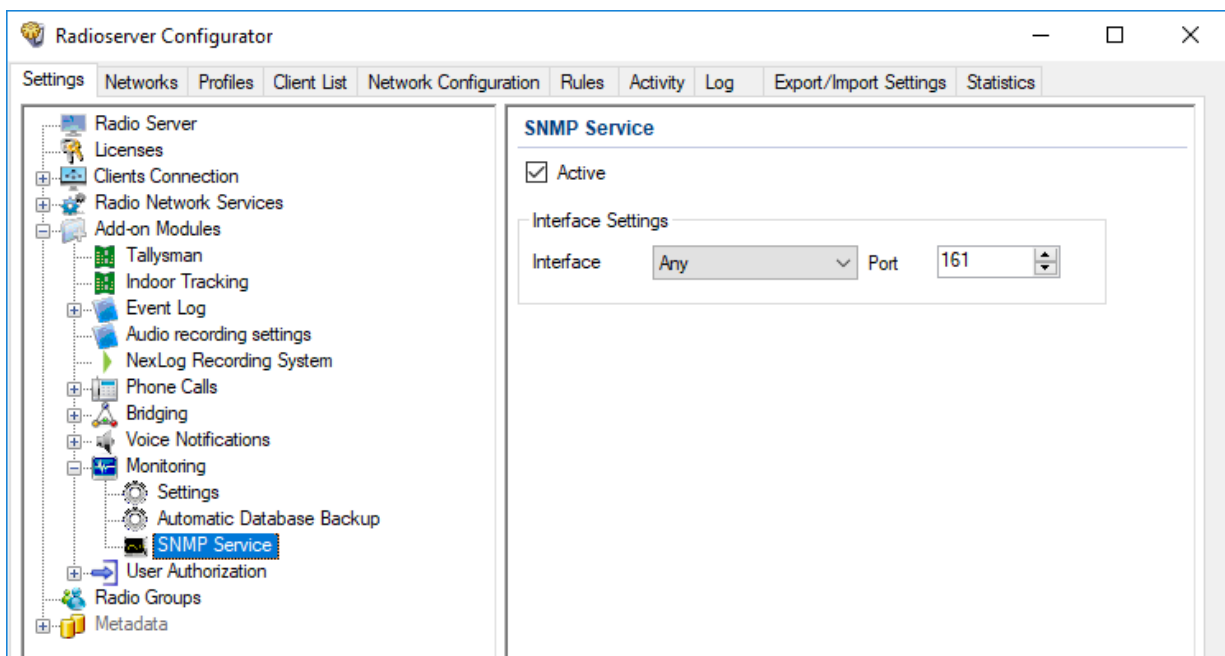 Radioserver Configurator
Settings Networks Profiles Client List Network Configuration Rules Activity Log Export/Import Settings Statistics
Radio Server
Licenses
Clients Connection
Radio Network Services
Add-on Modules
Tallysman
Indoor Tracking
Event Log
Audio recording settings
NexLog Recording System
Phone Calls
Bridging
Voice Notifications
Monitoring
Settings
Automatic Database Backup
SNMP Service
User Authorization
Radio Groups
Metadata
SNMP Service
Active
Interface Settings
Interface Any Port 161